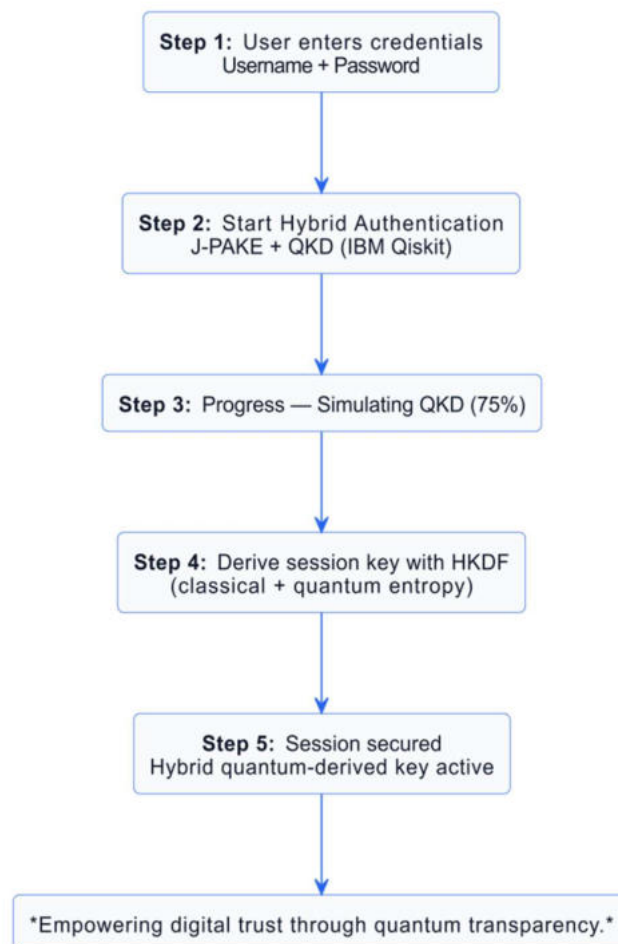 Step 1: User enters credentials
Username + Password
Step 2: Start Hybrid Authentication
J-PAKE + QKD (IBM Qiskit)
Step 3: Progress — Simulating QKD (75%)
Step 4: Derive session key with HKDF
(classical + quantum entropy)
Step 5: Session secured
Hybrid quantum-derived key active
*Empowering digital trust through quantum transparency.*